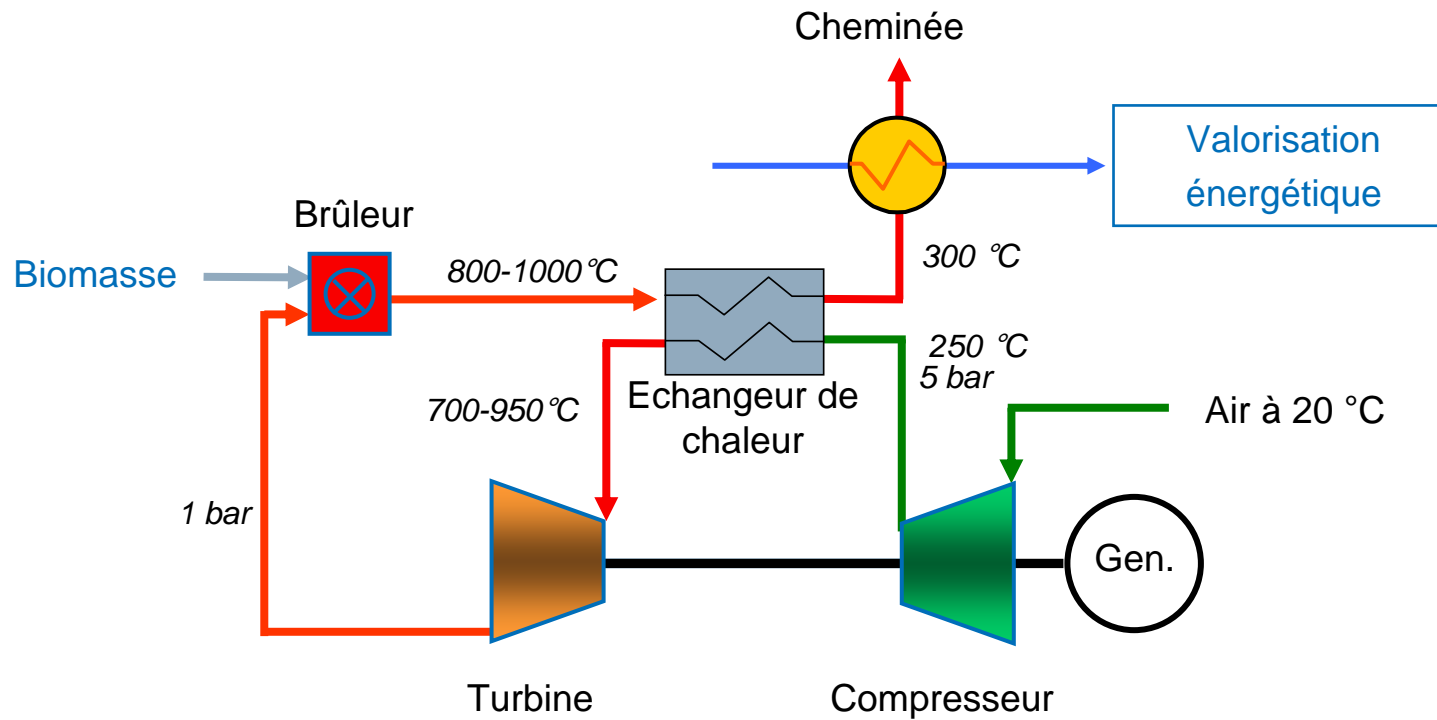 Cheminée
Valorisation
énergétique
Brûleur
Biomasse
800-1000°C
300 °C
250 °C
5 bar
700-950°C
Echangeur de
chaleur
Air à 20 °C
1 bar
Gen.
Turbine
Compresseur